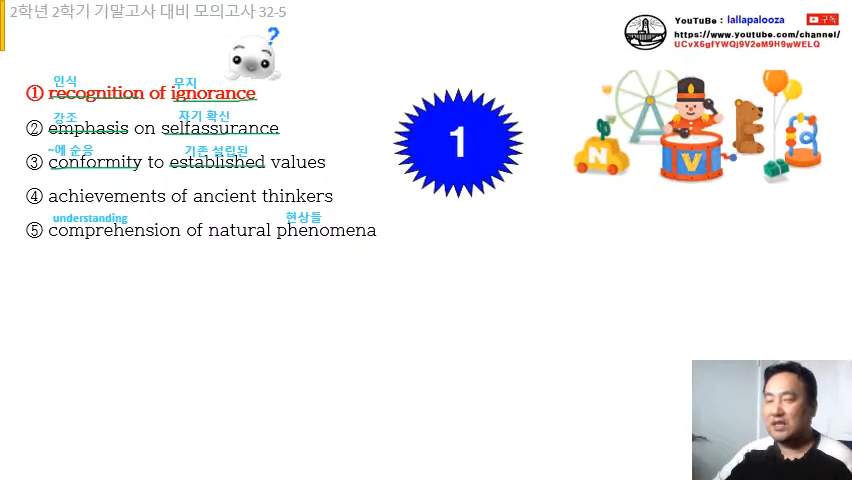 2학년 2학기 기말고사 대비 모의고사 32-5
YouTuBe : lallapalooza
구독
https://www.youtube.com/channel/
UCvX6gfYWQj9V2eM9H9wWELQ
?
인식 무지
① recognition of ignorance
강조 자기 확신
② emphasis on selfassurance
~에 순응 기존 설립된
③ conformity to established values
④ achievements of ancient thinkers
understanding 현상들
⑤ comprehension of natural phenomena
1
N A V E R